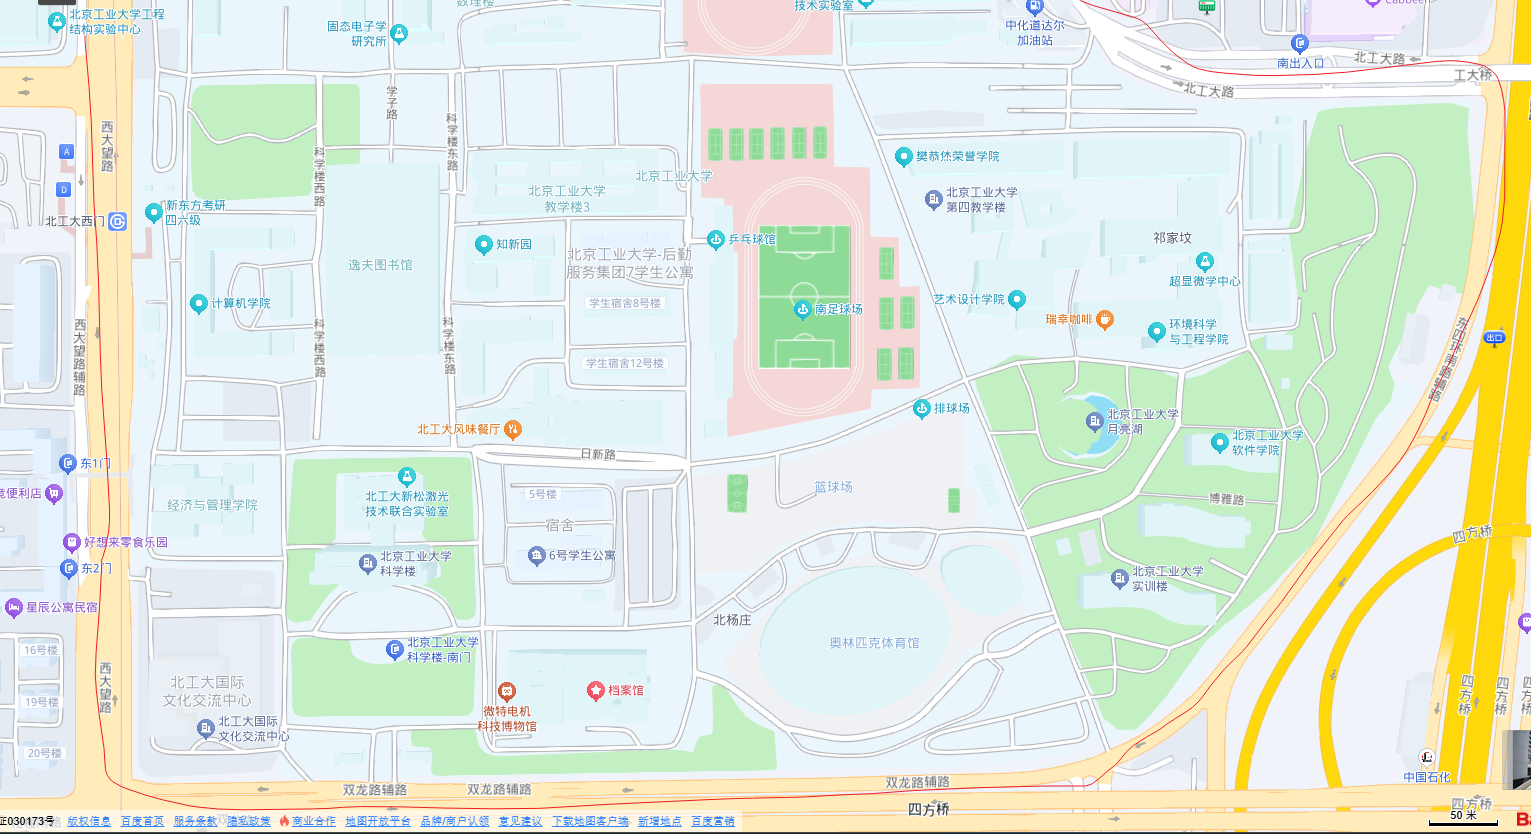 北京工业大学工程
结构实验中心
固态电子学
研究所
数理楼
技术实验室
中化道达尔
加油站
Cabbeen
南出入口
北工大路
工大桥
北工大路
西大望路
学子路
科学楼东路
科学楼西路
A
D
北工大西门
新东方考研
四六级
北京工业大学
教学楼3
北京工业大学
樊恭烋荣誉学院
北京工业大学
第四教学楼
祁家坟
超显微学中心
知新园
北京工业大学-后勤
服务集团7学生公寓
乒乓球馆
逸夫图书馆
计算机学院
学生宿舍8号楼
南足球场
艺术设计学院
瑞幸咖啡
环境科学
与工程学院
西大望路辅路
科学楼西路
科学楼东路
学生宿舍12号楼
东四环南路辅路
出口
排球场
北京工业大学
月亮湖
北京工业大学
软件学院
北工大风味餐厅
日新路
东1门
竟便利店
经济与管理学院
北工大新松激光
技术联合实验室
5号楼
宿舍
6号学生公寓
篮球场
博雅路
四方桥
好想来零食乐园
东2门
北京工业大学
科学楼
北京工业大学
实训楼
星辰公寓民宿
北杨庄
奥林匹克体育馆
16号楼
19号楼
20号楼
北京工业大学
科学楼-南门
西大望路
北工大国际
文化交流中心
北工大国际
文化交流中心
档案馆
微特电机
科技博物馆
四方桥
四方桥
中国石化
双龙路辅路
双龙路辅路
双龙路辅路
四方桥
四方桥
50 米
证030173号
版权信息
百度首页
服务条款
隐私政策
商业合作
地图开放平台
品牌/商户认领
意见建议
下载地图客户端
新增地点
百度营销